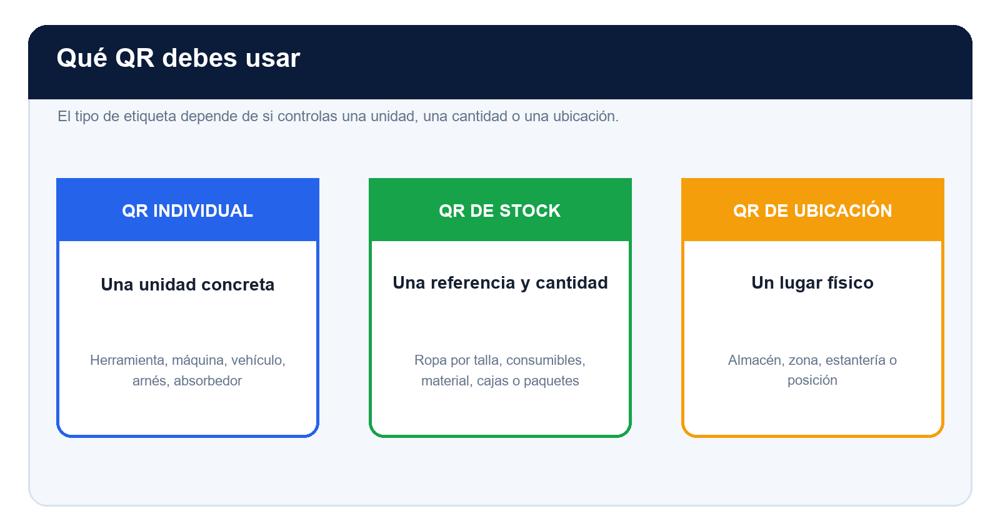 Qué QR debes usar
El tipo de etiqueta depende de si controlas una unidad, una cantidad o una ubicación.
QR INDIVIDUAL
Una unidad concreta
Herramienta, máquina, vehículo,
arnés, absorbedor
QR DE STOCK
Una referencia y cantidad
Ropa por talla, consumibles,
material, cajas o paquetes
QR DE UBICACIÓN
Un lugar físico
Almacén, zona, estantería o
posición